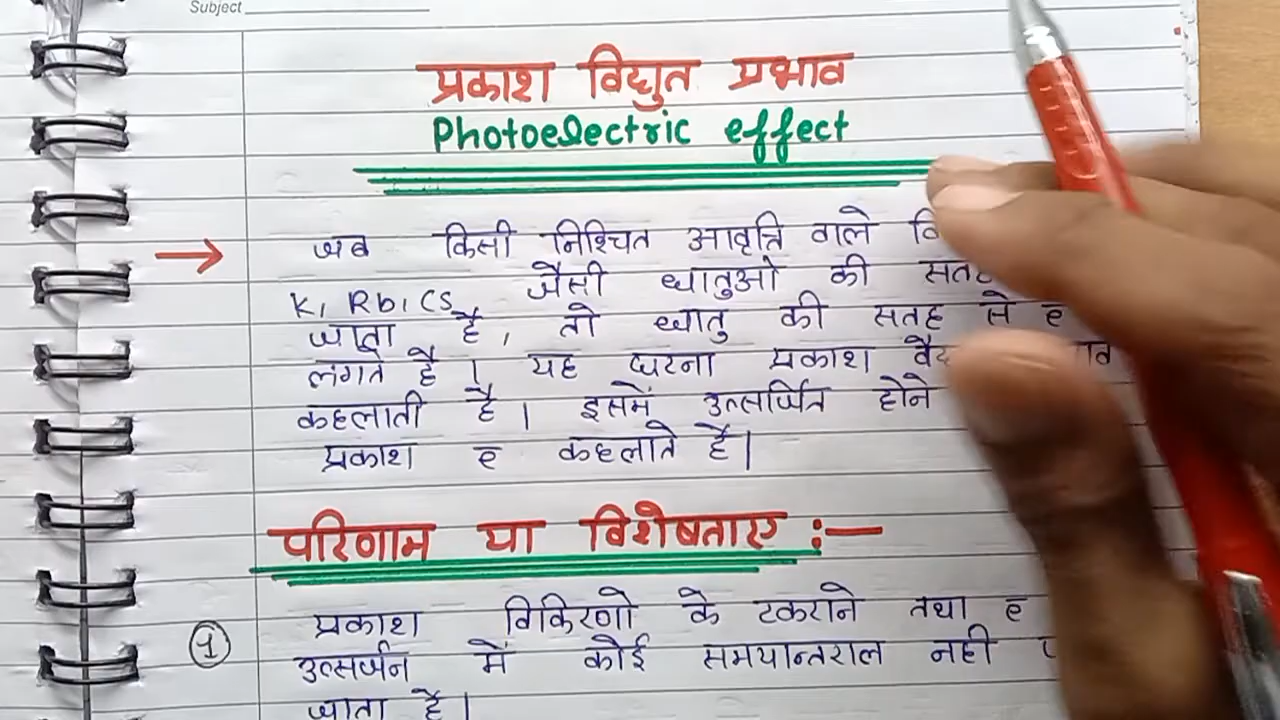 Subject
प्रकाश विद्युत प्रभाव
Photoelectric effect
जब किसी निश्चित आवृत्ति वाले
K, Rb, Cs जैसी धातुओ की
जाता है, तो धातु की सतह से e
लगते है। यह घटना प्रकाश
कहलाती है। इसमें उत्सर्जित होने
प्रकाश e कहलाते है।
परिणाम या विशेषताए :—
1 प्रकाश विकिरणो के टकराने तथा e
उत्सर्जन में कोई समयान्तराल नही
जाता है।